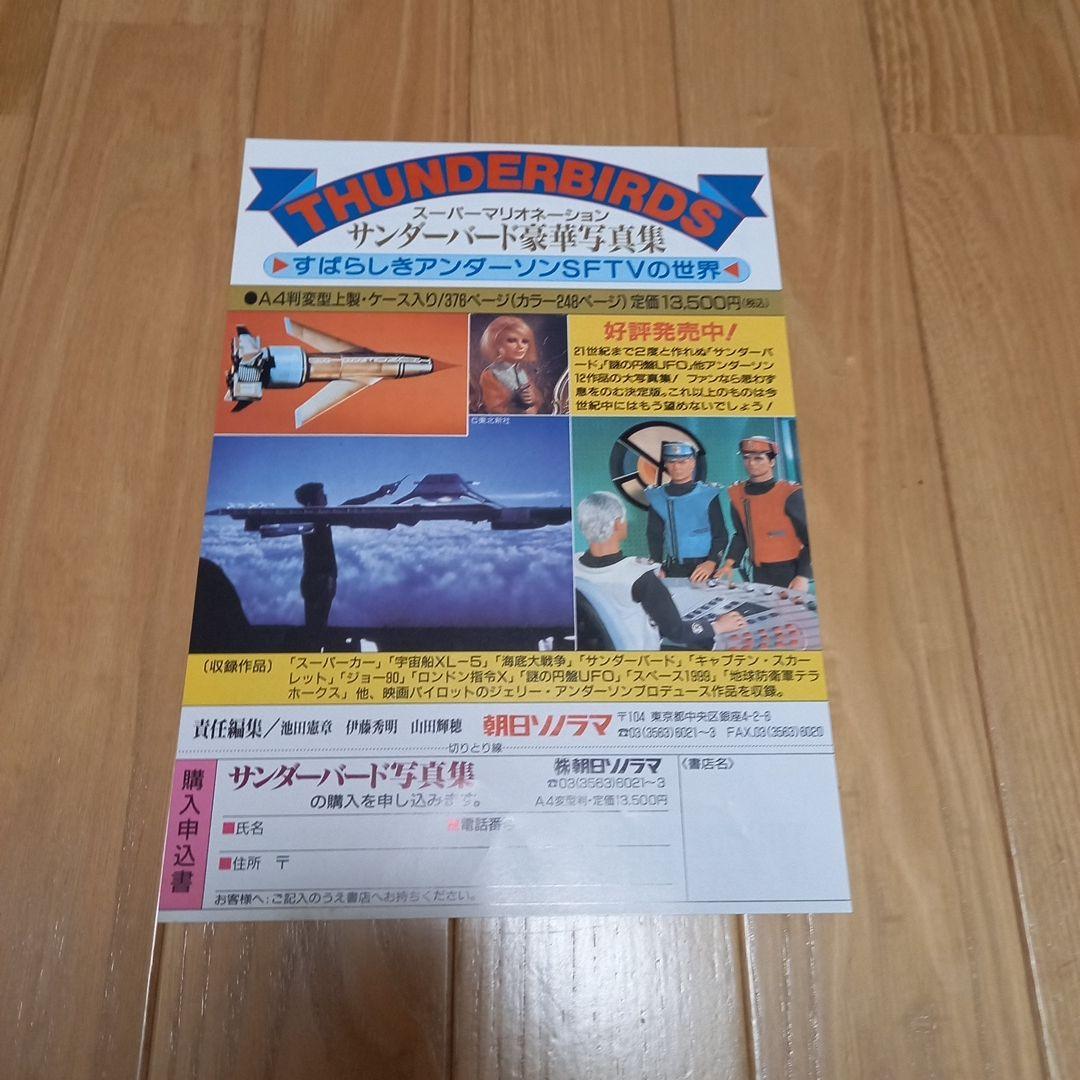 THUNDERBIRDS
スーパーマリオネーション
サンダーバード豪華写真集
▶すばらしきアンダーソンSFTVの世界◀
●A4判変型上製・ケース入り/376ページ(カラー248ページ)定価13,500円(税込)
好評発売中!
21世紀まで2度と作れぬ「サンダーバ
ード」「謎の円盤UFO」他アンダーソン
12作品の大写真集! ファンなら思わず
息をのむ決定版。これ以上のものは今
世紀中にはもう望めないでしょう!
©東北新社
(収録作品) 「スーパーカー」「宇宙船XL-5」「海底大戦争」「サンダーバード」「キャプテン・スカー
レット」「ジョー90」「ロンドン指令X」「謎の円盤UFO」「スペース1999」「地球防衛軍テラ
ホークス」 他、映画パイロットのジェリー・アンダーソンプロデュース作品を収録。
責任編集/池田憲章 伊藤秀明 山田輝穂 朝日ソノラマ 〒104 東京都中央区銀座4-2-6
☎03(3563)6021~3 FAX.03(3563)6020
切りとり線
購入申込書
サンダーバード写真集
の購入を申し込みます。
㈱朝日ソノラマ
☎03(3563)6021~3
A4変型判・定価13,500円
《書店名》
■氏名 ■電話番号
■住所 〒
お客様へ:ご記入のうえ書店へお持ちください。